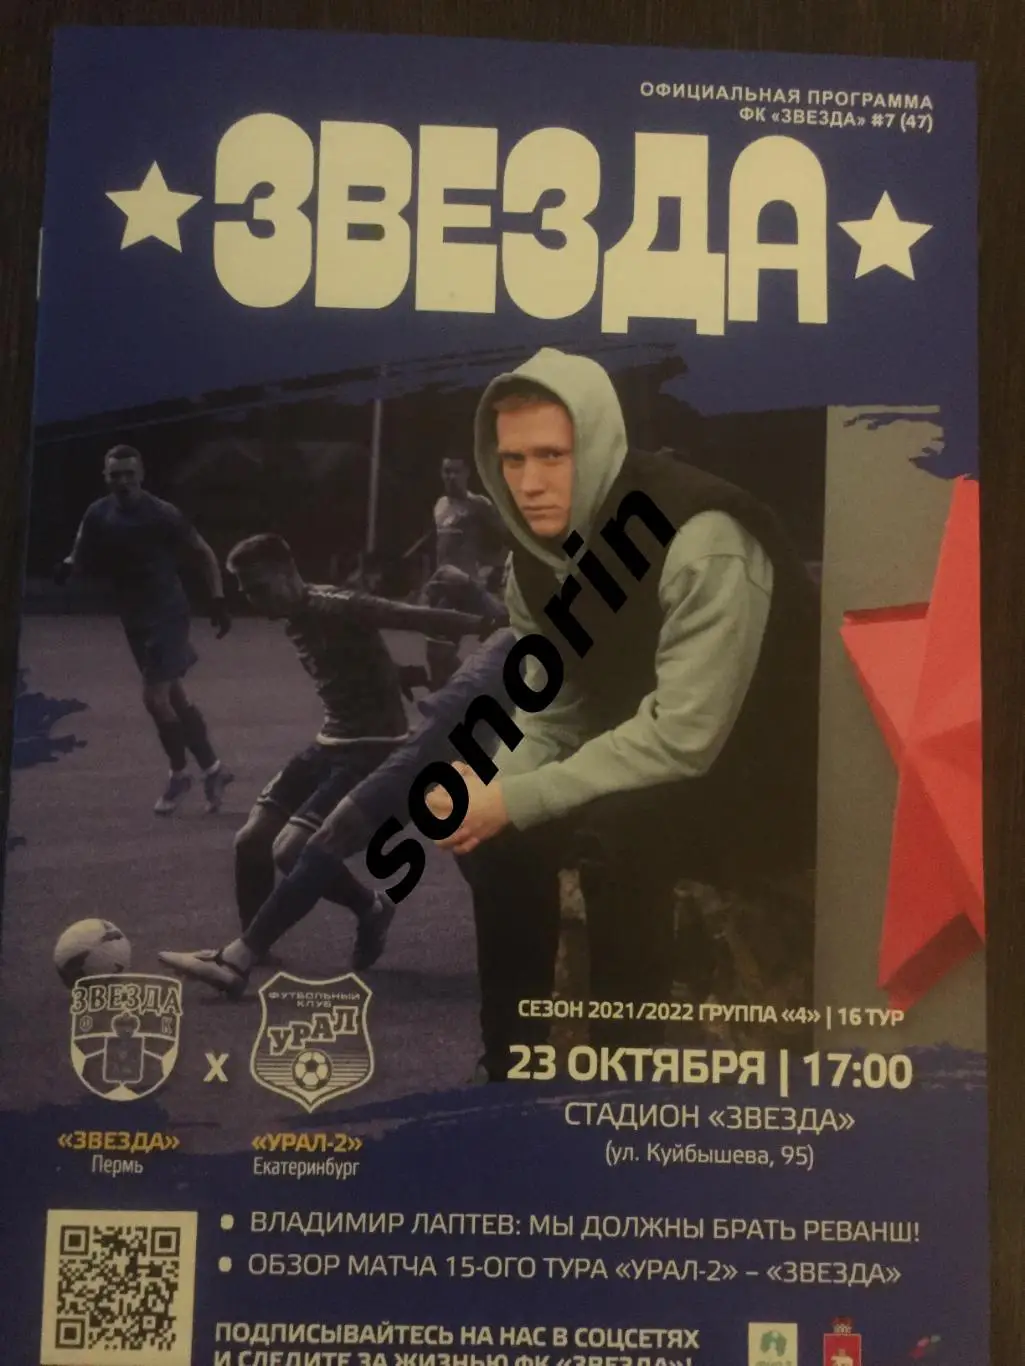 ОФИЦИАЛЬНАЯ ПРОГРАММА
ФК «ЗВЕЗДА» #7 (47)
ЗВЕЗДА
sonorin
ЗВЕЗДА
ФК
ФУТБОЛЬНЫЙ
КЛУБ
УРАЛ
X
«ЗВЕЗДА»
Пермь
«УРАЛ-2»
Екатеринбург
СЕЗОН 2021/2022 ГРУППА «4» | 16 ТУР
23 ОКТЯБРЯ | 17:00
СТАДИОН «ЗВЕЗДА»
(ул. Куйбышева, 95)
• ВЛАДИМИР ЛАПТЕВ: МЫ ДОЛЖНЫ БРАТЬ РЕВАНШ!
• ОБЗОР МАТЧА 15-ОГО ТУРА «УРАЛ-2» – «ЗВЕЗДА»
ПОДПИСЫВАЙТЕСЬ НА НАС В СОЦСЕТЯХ
И СЛЕДИТЕ ЗА ЖИЗНЬЮ ФК «ЗВЕЗДА»!